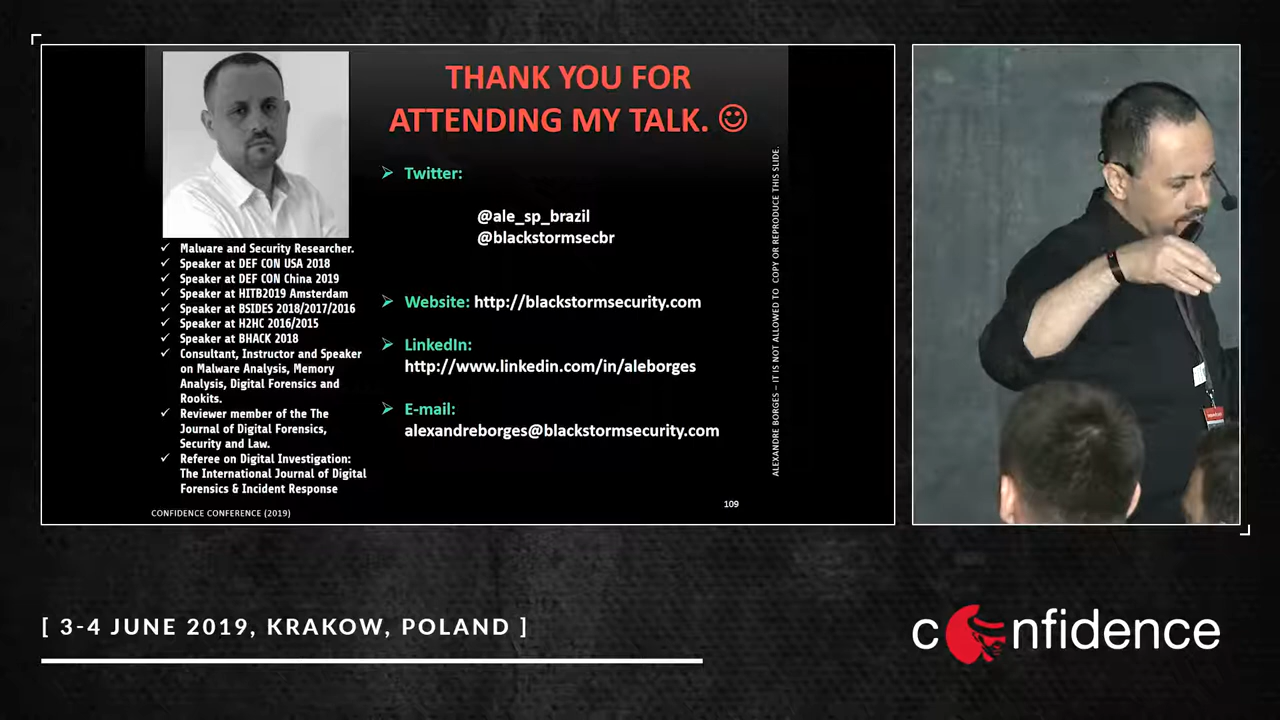 THANK YOU FOR
ATTENDING MY TALK. ☺
Malware and Security Researcher.
Speaker at DEF CON USA 2018
Speaker at DEF CON China 2019
Speaker at HITB2019 Amsterdam
Speaker at BSIDES 2018/2017/2016
Speaker at H2HC 2016/2015
Speaker at BHACK 2018
Consultant, Instructor and Speaker
on Malware Analysis, Memory
Analysis, Digital Forensics and
Rookits.
Reviewer member of the The
Journal of Digital Forensics,
Security and Law.
Referee on Digital Investigation:
The International Journal of Digital
Forensics & Incident Response
Twitter:
@ale_sp_brazil
@blackstormsecbr
Website: http://blackstormsecurity.com
LinkedIn:
http://www.linkedin.com/in/aleborges
E-mail:
alexandreborges@blackstormsecurity.com
ALEXANDRE BORGES – IT IS NOT ALLOWED TO COPY OR REPRODUCE THIS SLIDE.
CONFIDENCE CONFERENCE (2019)
109
[ 3-4 JUNE 2019, KRAKOW, POLAND ]
confidence